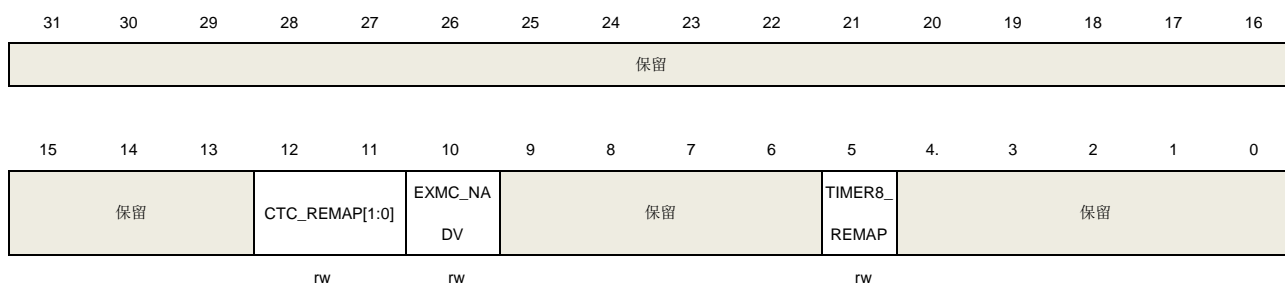 31 30 29 28 27 26 25 24 23 22 21 20 19 18 17 16
保留
15 14 13 12 11 10 9 8 7 6 5 4. 3 2 1 0
保留 CTC_REMAP[1:0] EXMC_NA 保留 TIMER8_ 保留
DV REMAP
rw rw rw